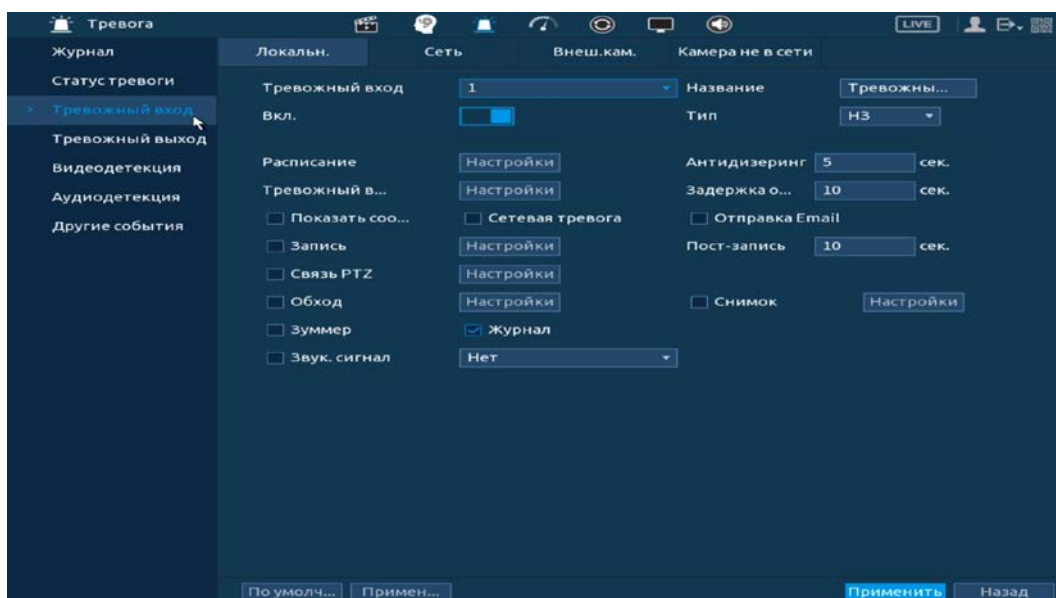 Тревога
LIVE
Журнал
Статус тревоги
Тревожный вход
Тревожный выход
Видеодетекция
Аудиодетекция
Другие события
Локальн. Сеть Внеш.кам. Камера не в сети
Тревожный вход 1 Название Тревожны...
Вкл. Тип НЗ
Расписание Настройки Антидизеринг 5 сек.
Тревожный в... Настройки Задержка о... 10 сек.
Показать соо... Сетевая тревога Отправка Email
Запись Настройки Пост-запись 10 сек.
Связь PTZ Настройки
Обход Настройки Снимок Настройки
Зуммер Журнал
Звук. сигнал Нет
По умолч... Примен... Применить Назад